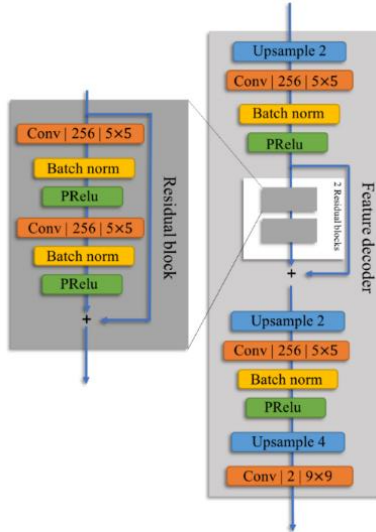 Conv | 256 | 5×5
Batch norm
PRelu
Conv | 256 | 5×5
Batch norm
PRelu
+
Residual block
Upsample 2
Conv | 256 | 5×5
Batch norm
PRelu
2 Residual blocks
+
Upsample 2
Conv | 256 | 5×5
Batch norm
PRelu
Upsample 4
Conv | 2 | 9×9
Feature decoder